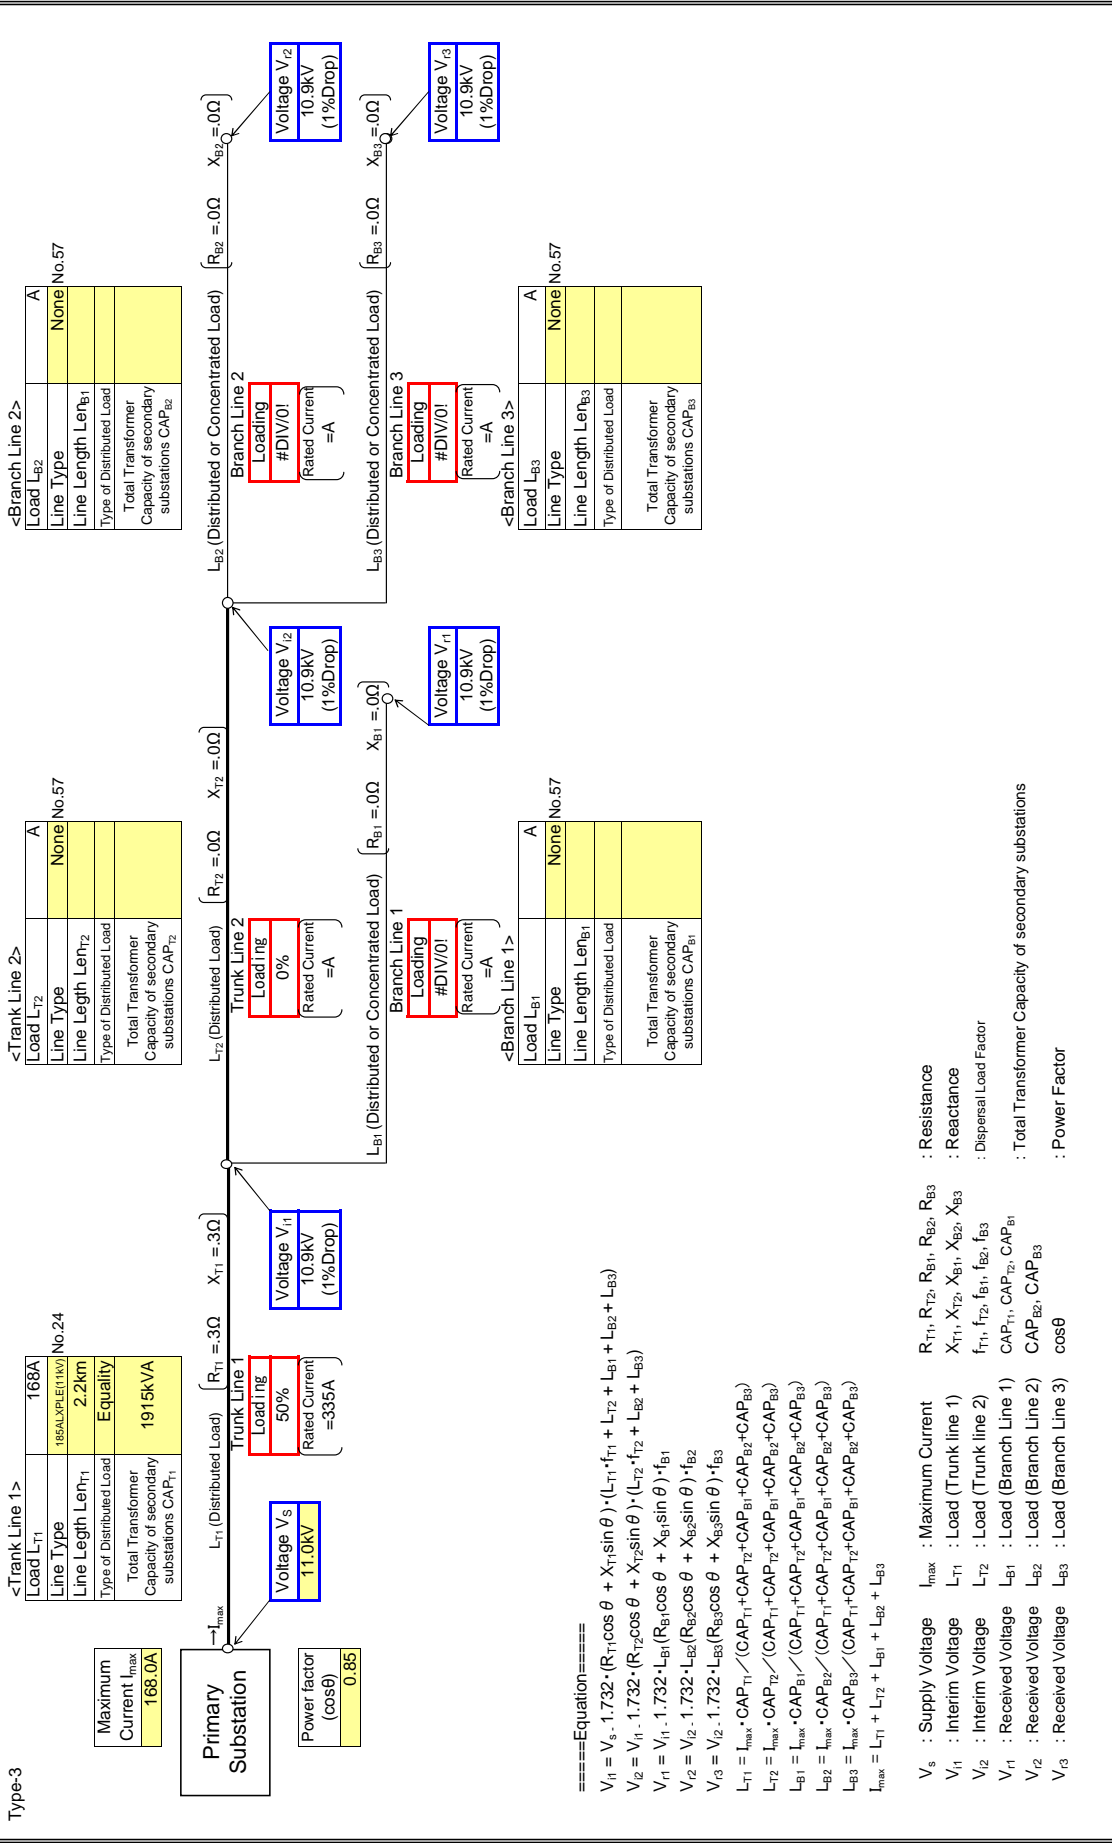 Type-3
Maximum
Current Imax
168.0A
Primary
Substation
Power factor
(cosθ)
0.85
→Imax
Voltage VS
11.0kV
<Trank Line 1>
Load LT1 168A
Line Type 185ALXPLE(11kV) No.24
Line Legth LenT1 2.2km
Type of Distributed Load Equality
Total Transformer
Capacity of secondary
substations CAPT1
1915kVA
LT1 (Distributed Load) RT1 =.3Ω XT1 =.3Ω
Trunk Line 1
Loading
50%
Rated Current
=335A
Voltage Vi1
10.9kV
(1%Drop)
<Trank Line 2>
Load LT2 A
Line Type None No.57
Line Length LenT2
Type of Distributed Load
Total Transformer
Capacity of secondary
substations CAPT2
LT2 (Distributed Load) RT2 =.0Ω XT2 =.0Ω
Trunk Line 2
Loading
0%
Rated Current
=A
Voltage Vi2
10.9kV
(1%Drop)
LB1 (Distributed or Concentrated Load) RB1 =.0Ω XB1 =.0Ω
Branch Line 1
Loading
#DIV/0!
Rated Current
=A
Voltage Vr1
10.9kV
(1%Drop)
<Branch Line 1>
Load LB1 A
Line Type None No.57
Line Length LenB1
Type of Distributed Load
Total Transformer
Capacity of secondary
substations CAPB1
<Branch Line 2>
Load LB2 A
Line Type None No.57
Line Length LenB1
Type of Distributed Load
Total Transformer
Capacity of secondary
substations CAPB2
LB2 (Distributed or Concentrated Load) RB2 =.0Ω XB2 =.0Ω
Branch Line 2
Loading
#DIV/0!
Rated Current
=A
Voltage Vr2
10.9kV
(1%Drop)
LB3 (Distributed or Concentrated Load) RB3 =.0Ω XB3 =.0Ω
Branch Line 3
Loading
#DIV/0!
Rated Current
=A
Voltage Vr3
10.9kV
(1%Drop)
<Branch Line 3>
Load LB3 A
Line Type None No.57
Line Length LenB3
Type of Distributed Load
Total Transformer
Capacity of secondary
substations CAPB3
=====Equation=====
Vi1 = Vs - 1.732・(RT1cos θ + XT1sin θ)・(LT1・fT1 + LT2 + LB1 + LB2 + LB3)
Vi2 = Vi1 - 1.732・(RT2cos θ + XT2sin θ)・(LT2・fT2 + LB2 + LB3)
Vr1 = Vi1 - 1.732・LB1(RB1cos θ + XB1sin θ)・fB1
Vr2 = Vi2 - 1.732・LB2(RB2cos θ + XB2sin θ)・fB2
Vr3 = Vi2 - 1.732・LB3(RB3cos θ + XB3sin θ)・fB3
LT1 = Imax・CAPT1／(CAPT1+CAPT2+CAPB1+CAPB2+CAPB3)
LT2 = Imax・CAPT2／(CAPT1+CAPT2+CAPB1+CAPB2+CAPB3)
LB1 = Imax・CAPB1／(CAPT1+CAPT2+CAPB1+CAPB2+CAPB3)
LB2 = Imax・CAPB2／(CAPT1+CAPT2+CAPB1+CAPB2+CAPB3)
LB3 = Imax・CAPB3／(CAPT1+CAPT2+CAPB1+CAPB2+CAPB3)
Imax = LT1 + LT2 + LB1 + LB2 + LB3
Vs : Supply Voltage Imax : Maximum Current RT1, RT2, RB1, RB2, RB3 : Resistance
Vi1 : Interim Voltage LT1 : Load (Trunk line 1) XT1, XT2, XB1, XB2, XB3 : Reactance
Vi2 : Interim Voltage LT2 : Load (Trunk line 2) fT1, fT2, fB1, fB2, fB3 : Dispersal Load Factor
Vr1 : Received Voltage LB1 : Load (Branch Line 1) CAPT1, CAPT2, CAPB1 : Total Transformer Capacity of secondary substations
Vr2 : Received Voltage LB2 : Load (Branch Line 2) CAPB2, CAPB3
Vr3 : Received Voltage LB3 : Load (Branch Line 3) cosθ : Power Factor